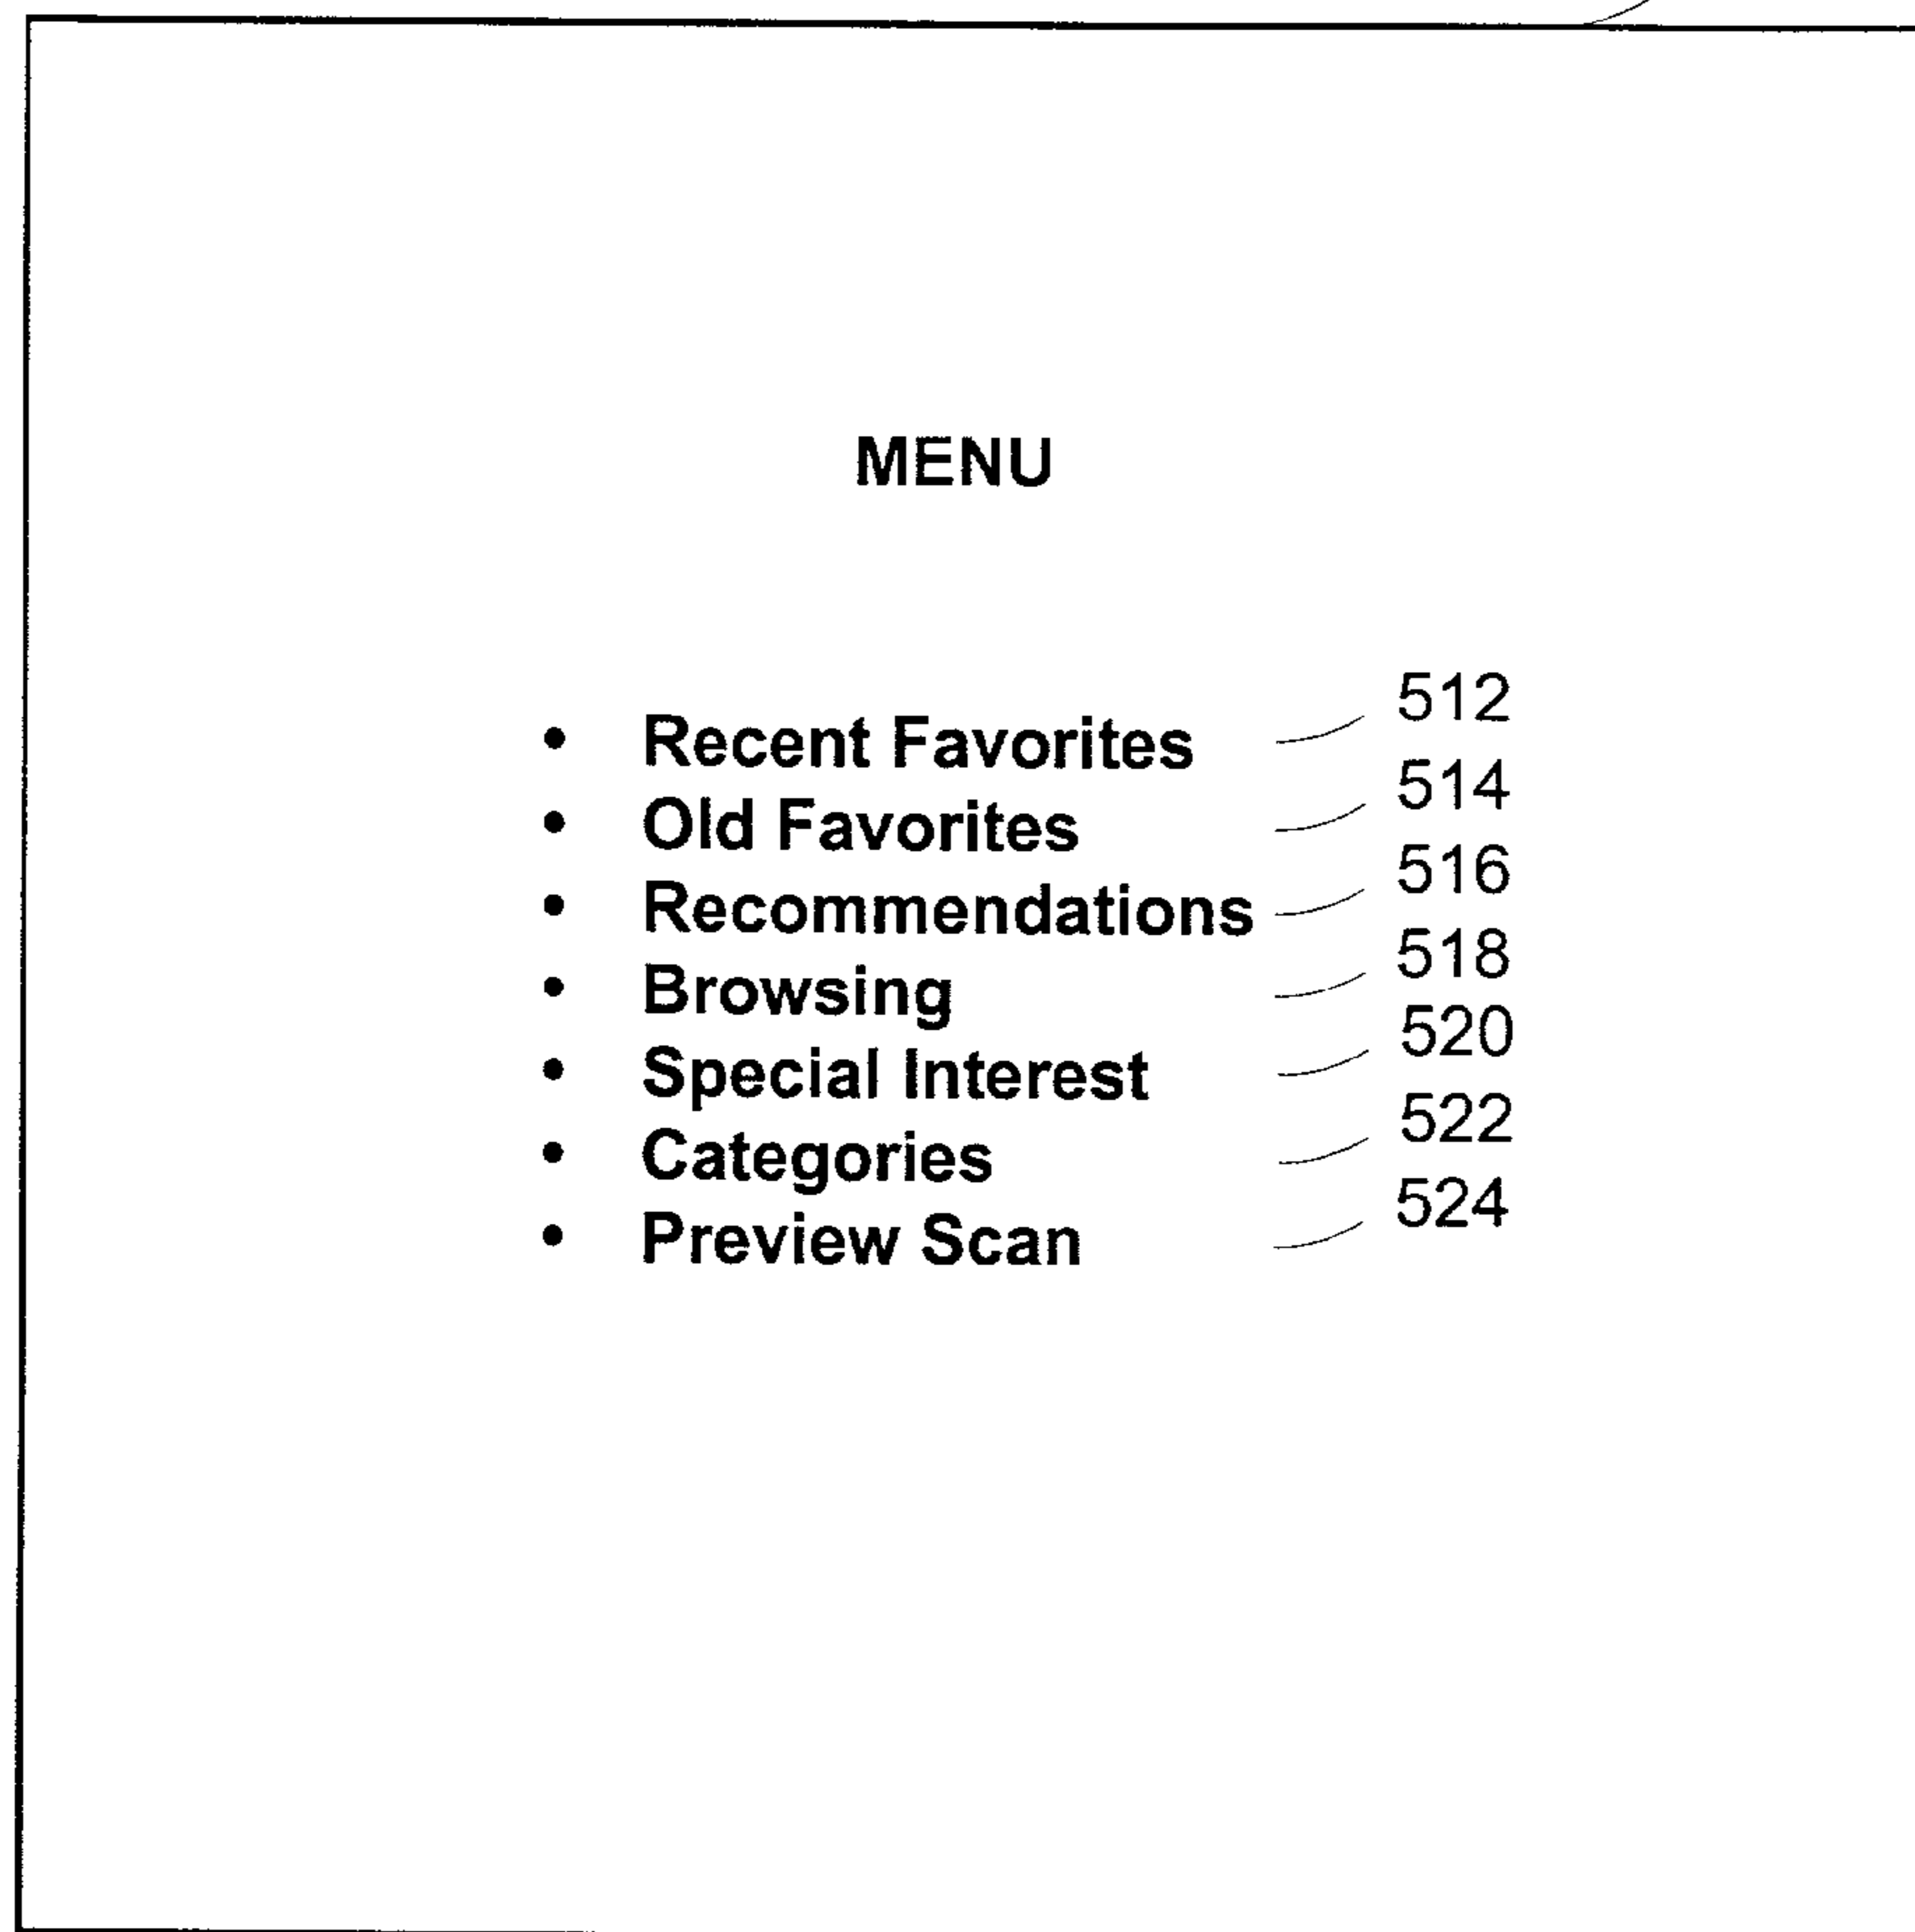 MENU
• Recent Favorites 512
• Old Favorites 514
• Recommendations 516
• Browsing 518
• Special Interest 520
• Categories 522
• Preview Scan 524